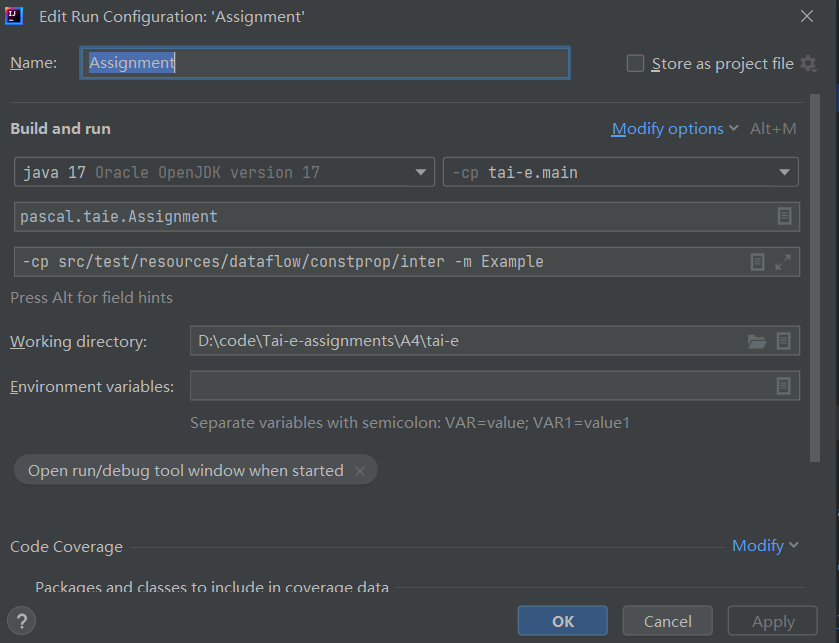 Edit Run Configuration: 'Assignment'
Name: Assignment Store as project file
Build and run Modify options Alt+M
java 17 Oracle OpenJDK version 17 -cp tai-e.main
pascal.taie.Assignment
-cp src/test/resources/dataflow/constprop/inter -m Example
Press Alt for field hints
Working directory: D:\code\Tai-e-assignments\A4\tai-e
Environment variables:
Separate variables with semicolon: VAR=value; VAR1=value1
Open run/debug tool window when started
Code Coverage Modify
Packages and classes to include in coverage data
? OK Cancel Apply